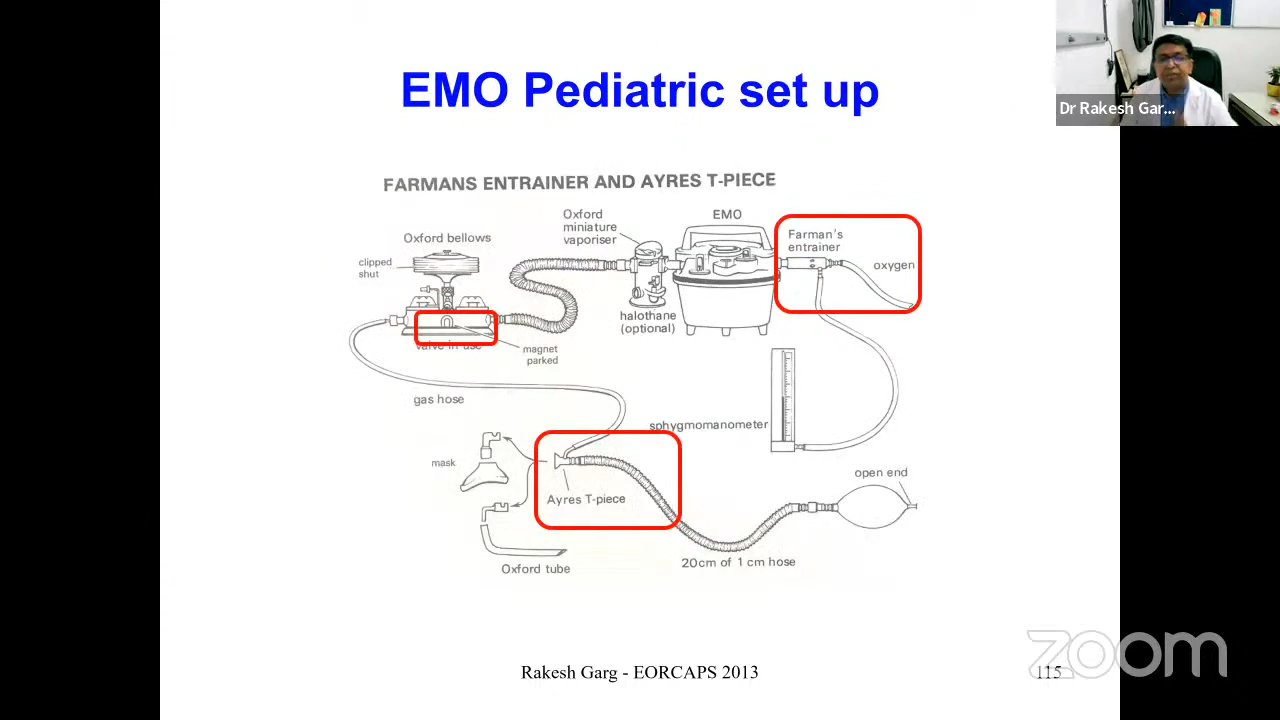 EMO Pediatric set up
Dr Rakesh Gar...
FARMANS ENTRAINER AND AYRES T-PIECE
Oxford bellows
clipped
shut
Oxford
miniature
vaporiser
EMO
Farman's
entrainer
oxygen
halothane
(optional)
valve in use
magnet
parked
gas hose
sphygmomanometer
mask
Ayres T-piece
open end
Oxford tube
20cm of 1 cm hose
Rakesh Garg - EORCAPS 2013
115
zoom